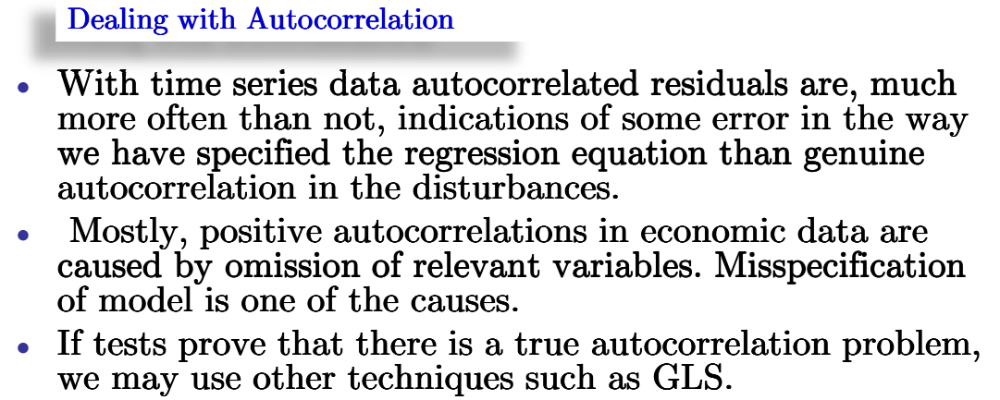 Dealing with Autocorrelation
• With time series data autocorrelated residuals are, much
more often than not, indications of some error in the way
we have specified the regression equation than genuine
autocorrelation in the disturbances.
• Mostly, positive autocorrelations in economic data are
caused by omission of relevant variables. Misspecification
of model is one of the causes.
• If tests prove that there is a true autocorrelation problem,
we may use other techniques such as GLS.